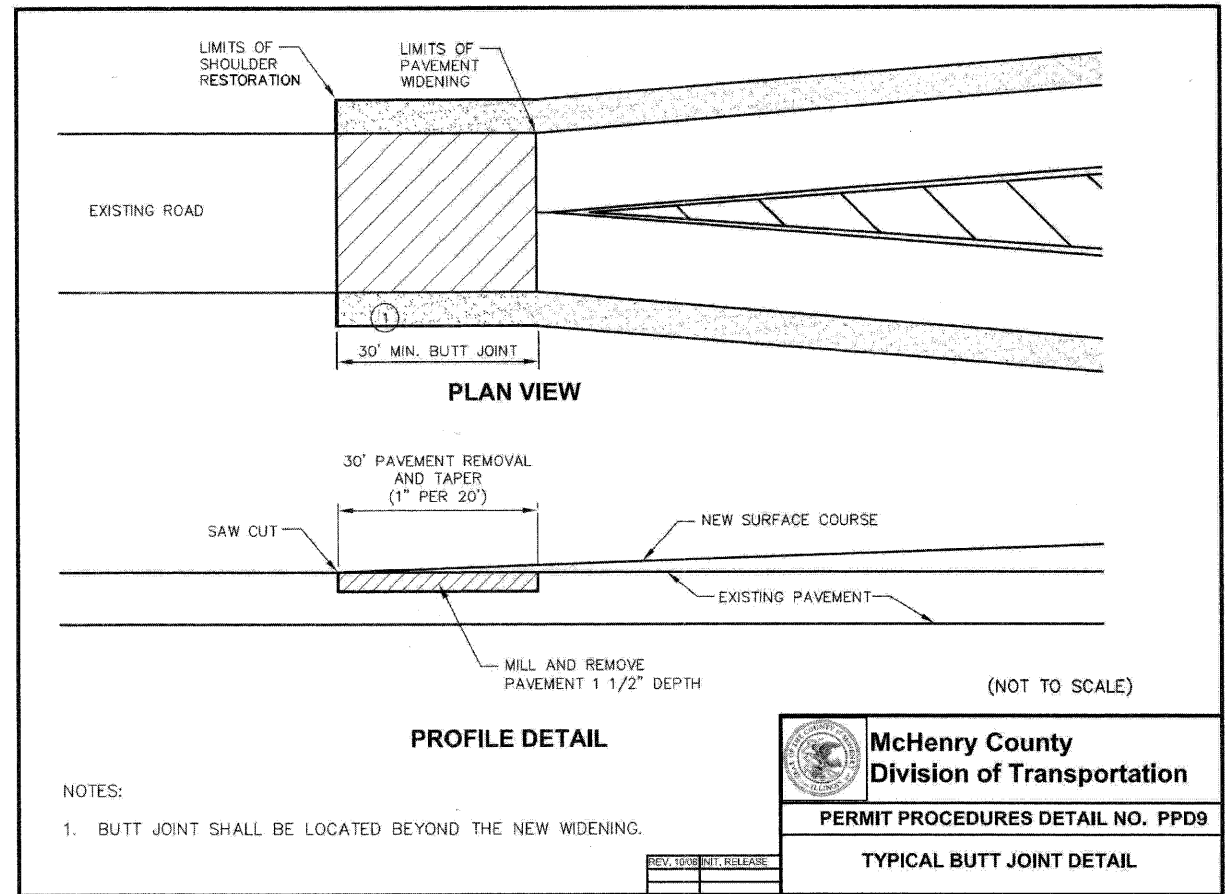 LIMITS OF
SHOULDER
RESTORATION
LIMITS OF
PAVEMENT
WIDENING
EXISTING ROAD
1
30' MIN. BUTT JOINT
PLAN VIEW
30' PAVEMENT REMOVAL
AND TAPER
(1" PER 20')
SAW CUT
NEW SURFACE COURSE
EXISTING PAVEMENT
MILL AND REMOVE
PAVEMENT 1 1/2" DEPTH
(NOT TO SCALE)
PROFILE DETAIL
NOTES:
1. BUTT JOINT SHALL BE LOCATED BEYOND THE NEW WIDENING.
McHenry County
Division of Transportation
PERMIT PROCEDURES DETAIL NO. PPD9
REV. 10/08 INIT. RELEASE
TYPICAL BUTT JOINT DETAIL